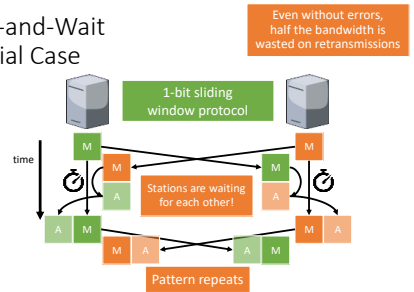 -and-Wait
ial Case
Even without errors,
half the bandwidth is
wasted on retransmissions
1-bit sliding
window protocol
time
M
M
M
M
A
A
Stations are waiting
for each other!
A M
M A
M A
A M
Pattern repeats